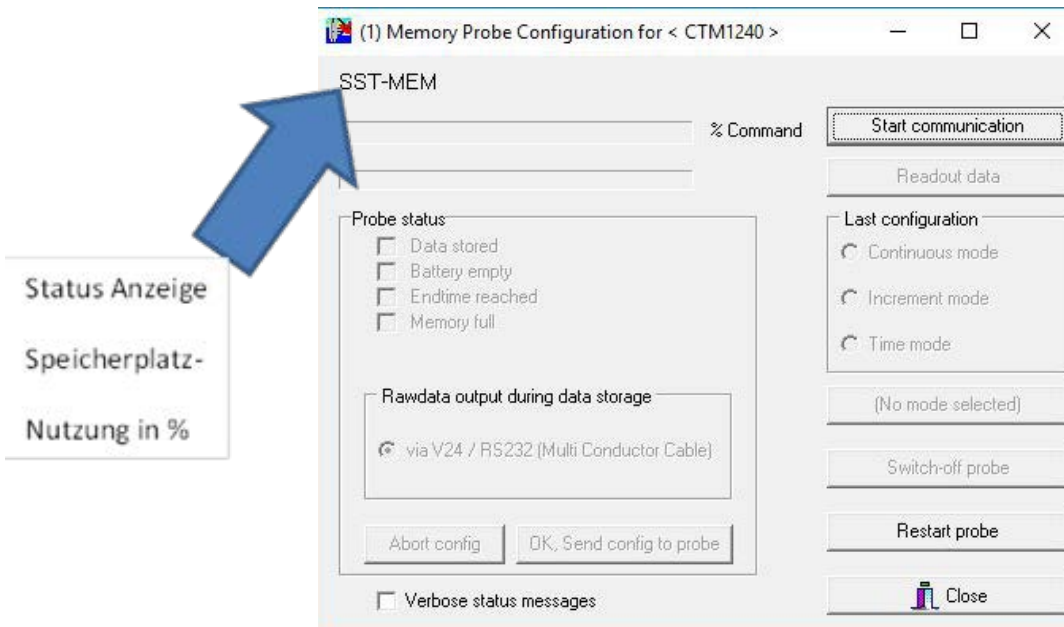 (1) Memory Probe Configuration for < CTM1240 >
SST-MEM
% Command
Start communication
Readout data
Probe status
Data stored
Battery empty
Endtime reached
Memory full
Last configuration
Continuous mode
Increment mode
Time mode
Status Anzeige
Speicherplatz-
Nutzung in %
Rawdata output during data storage
via V24 / RS232 (Multi Conductor Cable)
(No mode selected)
Switch-off probe
Abort config
OK, Send config to probe
Restart probe
Verbose status messages
Close